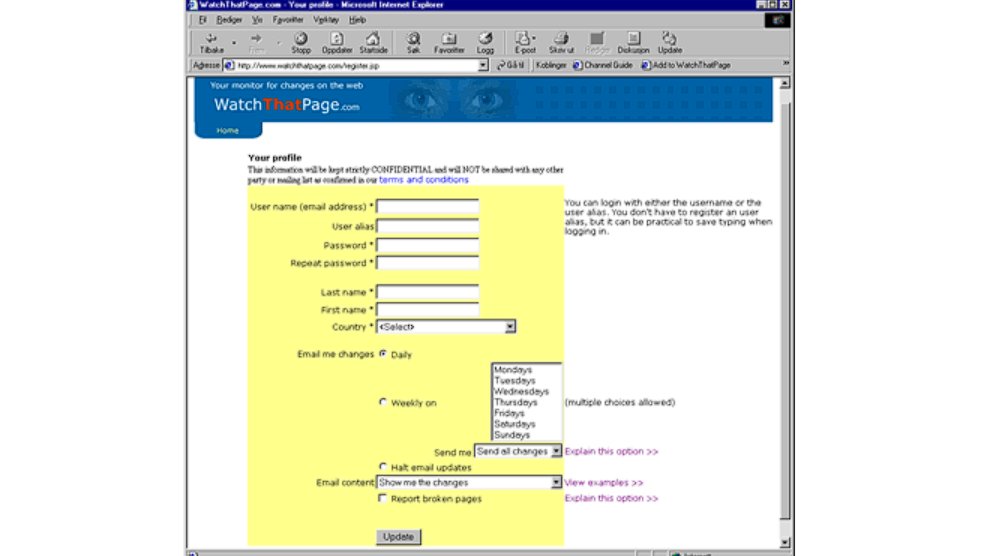 WatchThatPage.com - Your profile - Microsoft Internet Explorer
Fil Rediger Vis Favoritter Verktøy Hjelp
Tilbake Frem Stopp Oppdater Startside Søk Favoritter Logg E-post Skriv ut Rediger Diskusjon Update
Adresse http://www.watchthatpage.com/register.jsp Gå til Koblinger Channel Guide Add to WatchThatPage »
Your monitor for changes on the web
WatchThatPage.com
Home
Your profile
This information will be kept strictly CONFIDENTIAL and will NOT be shared with any other
party or mailing list as confirmed in our terms and conditions
User name (email address) *
You can login with either the username or the
user alias. You don't have to register an user
alias, but it can be practical to save typing when
logging in.
User alias
Password *
Repeat password *
Last name *
First name *
Country * <Select>
Email me changes Daily
Mondays
Tuesdays
Wednesdays
Weekly on Thursdays (multiple choices allowed)
Fridays
Saturdays
Sundays
Send me Send all changes Explain this option >>
Halt email updates
Email content Show me the changes View examples >>
Report broken pages Explain this option >>
Update